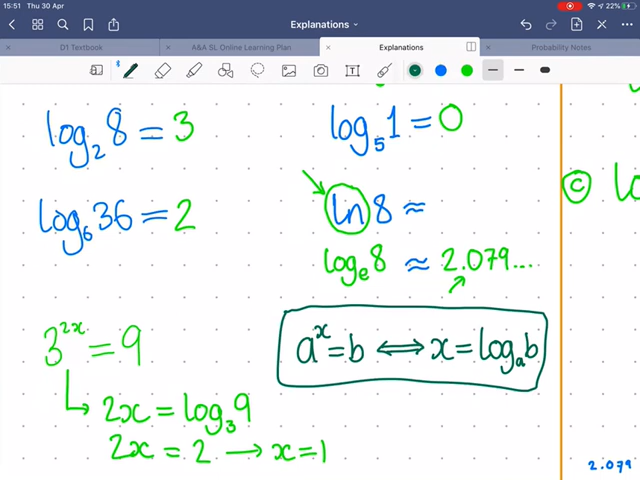 15:51 Thu 30 Apr
22%
Explanations
D1 Textbook
A&A SL Online Learning Plan
Explanations
Probability Notes
log₂8 = 3
log₅1 = 0
ln 8 ≈
log₆36 = 2
logₑ8 ≈ 2.079...
© lo
3²ˣ = 9
aˣ = b ⟺ x = logₐb
2x = log₃9
2x = 2 → x = 1
2.079